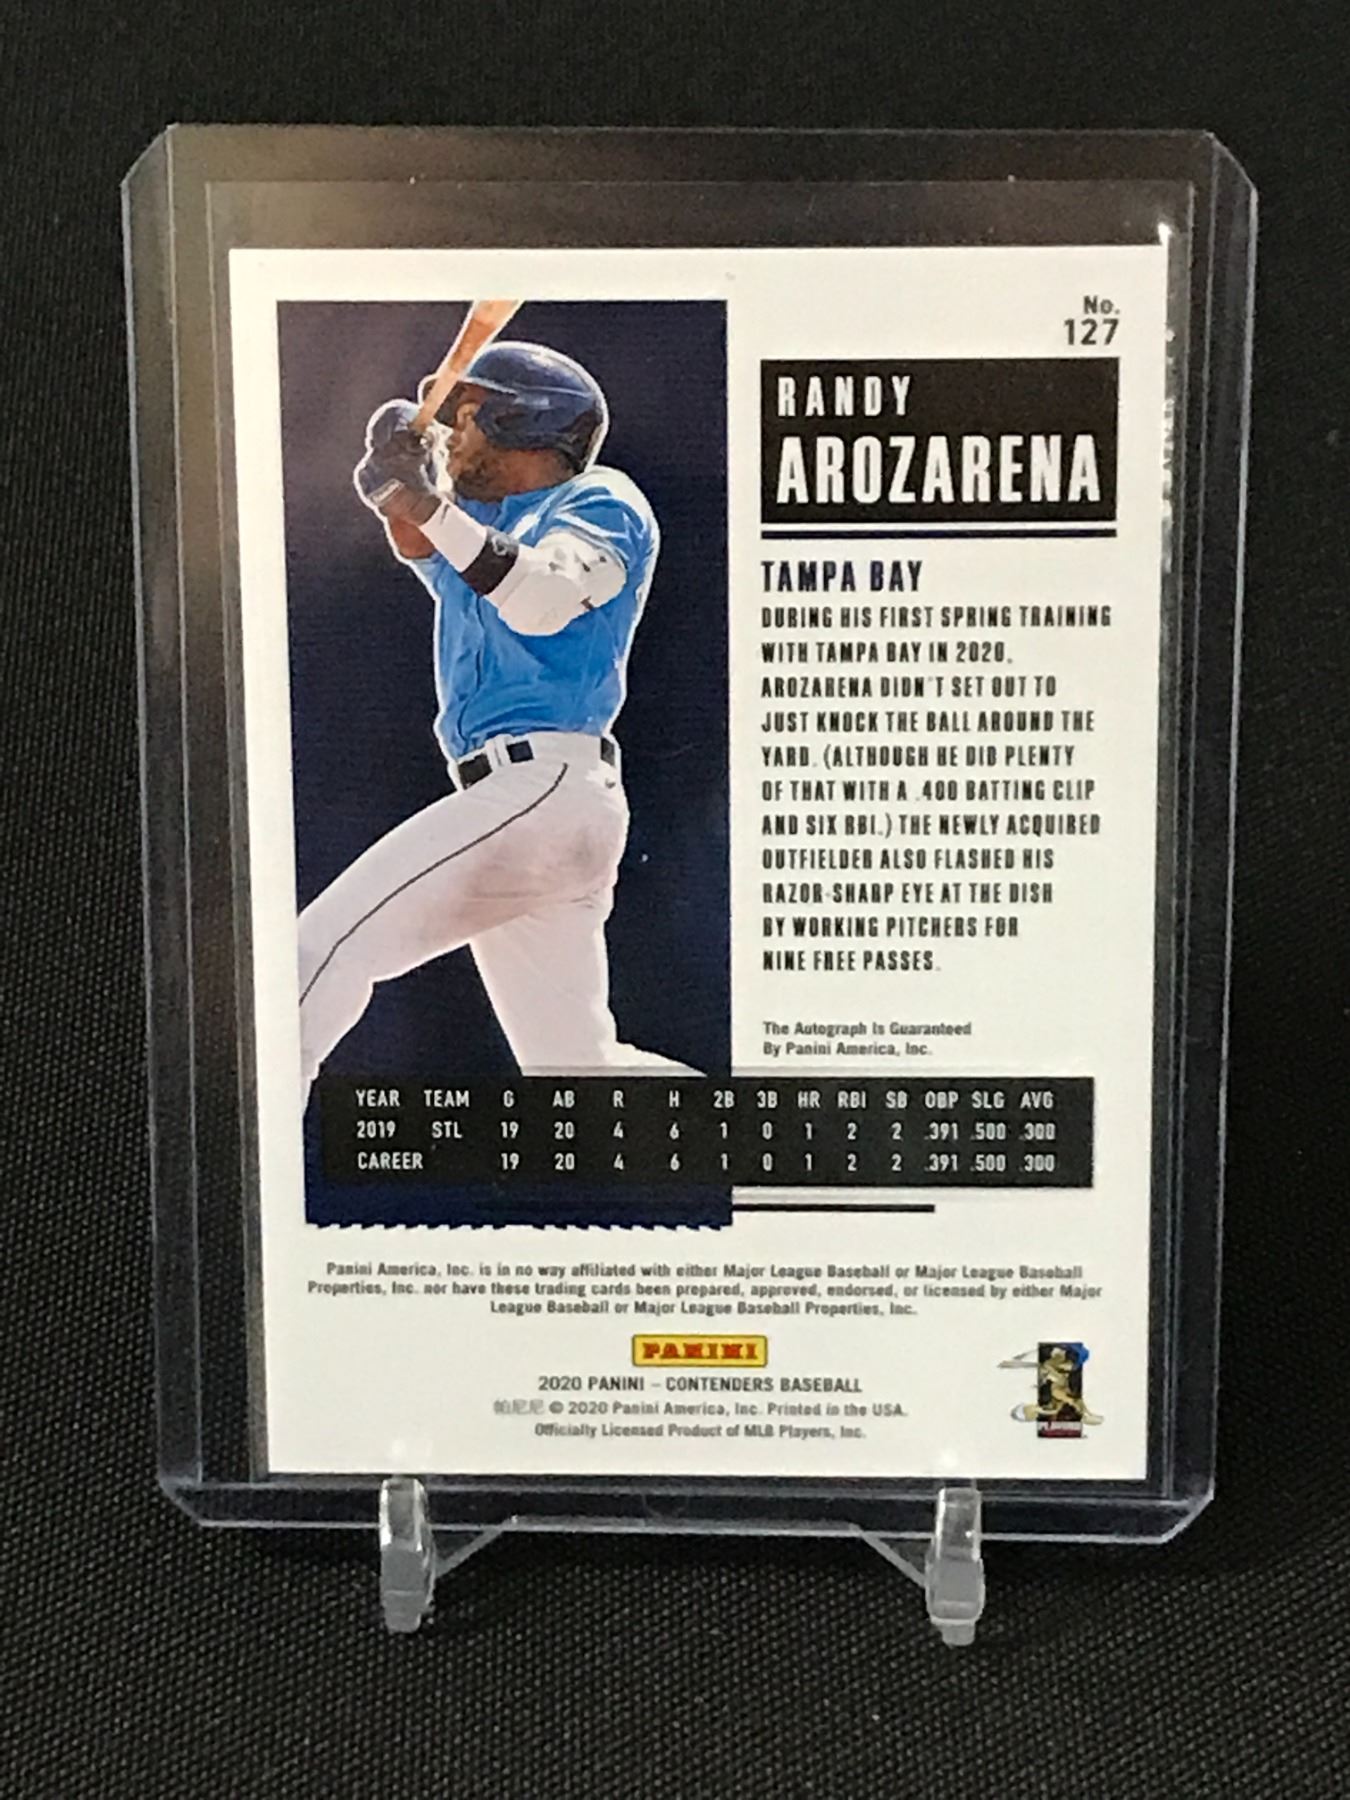 No.
127
RANDY
AROZARENA
TAMPA BAY
DURING HIS FIRST SPRING TRAINING
WITH TAMPA BAY IN 2020,
AROZARENA DIDN'T SET OUT TO
JUST KNOCK THE BALL AROUND THE
YARD. (ALTHOUGH HE DID PLENTY
OF THAT WITH A .400 BATTING CLIP
AND SIX RBI.) THE NEWLY ACQUIRED
OUTFIELDER ALSO FLASHED HIS
RAZOR-SHARP EYE AT THE DISH
BY WORKING PITCHERS FOR
NINE FREE PASSES.
The Autograph Is Guaranteed
By Panini America, Inc.
YEAR TEAM G AB R H 2B 3B HR RBI SB OBP SLG AVG
2019 STL 19 20 4 6 1 0 1 2 2 .391 .500 .300
CAREER 19 20 4 6 1 0 1 2 2 .391 .500 .300
Panini America, Inc. is in no way affiliated with either Major League Baseball or Major League Baseball
Properties, Inc. nor have these trading cards been prepared, approved, endorsed, or licensed by either Major
League Baseball or Major League Baseball Properties, Inc.
PANINI
2020 PANINI – CONTENDERS BASEBALL
帕尼尼 © 2020 Panini America, Inc. Printed in the USA.
Officially Licensed Product of MLB Players, Inc.